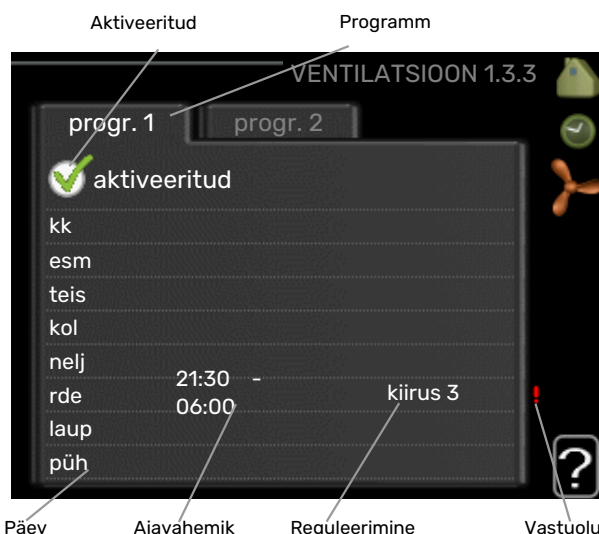 Aktiveeritud
Programm
VENTILATSIOON 1.3.3
progr. 1
progr. 2
aktiveeritud
kk
esm
teis
kol
nelj
rde
21:30 -
06:00
kiirus 3
!
laup
püh
?
Päev
Ajavahemik
Reguleerimine
Vastuolu